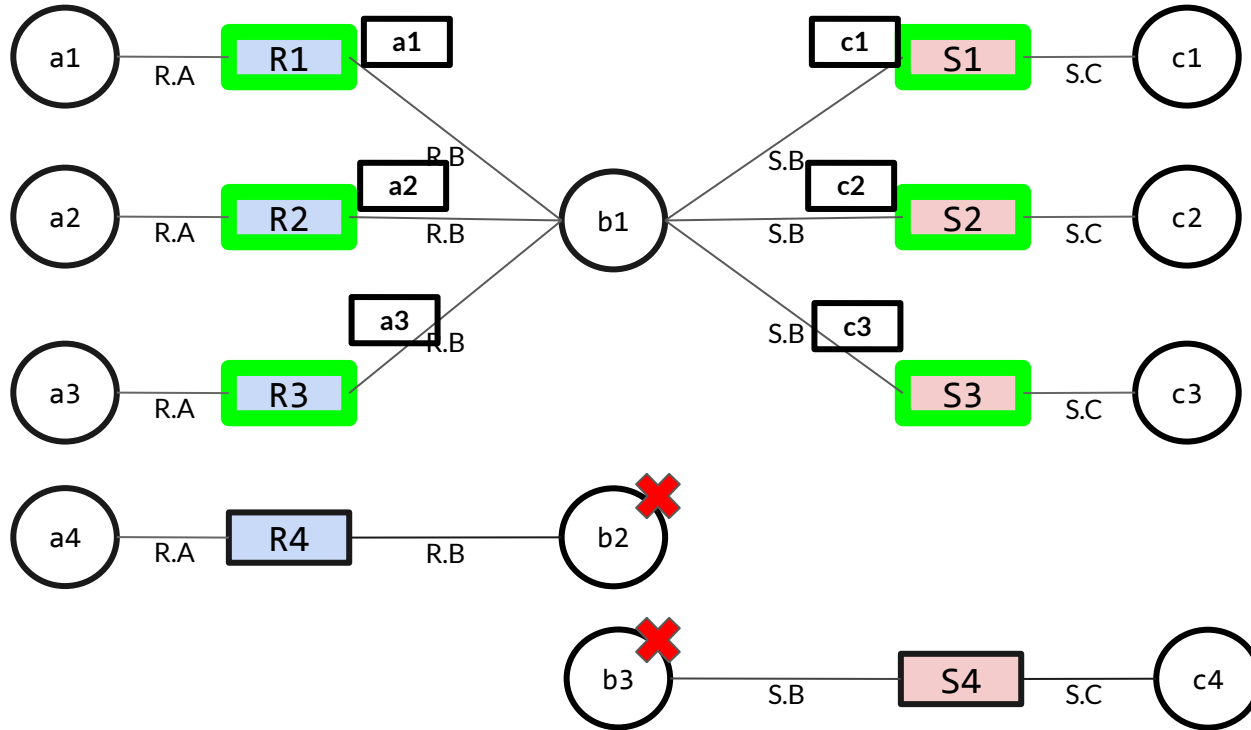 a1 R.A R1 a1 c1 S1 S.C c1
R.B S.B
a2 R.A R2 a2 R.B b1 S.B c2 S2 S.C c2
a3 R.B S.B c3
a3 R.A R3 S3 S.C c3
a4 R.A R4 R.B b2
b3 S.B S4 S.C c4